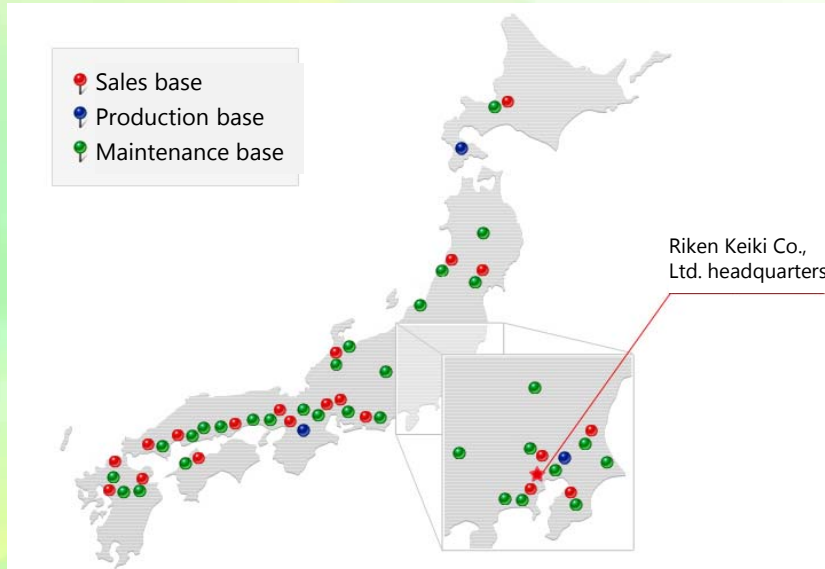 Sales base
Production base
Maintenance base
Riken Keiki Co.,
Ltd. headquarters